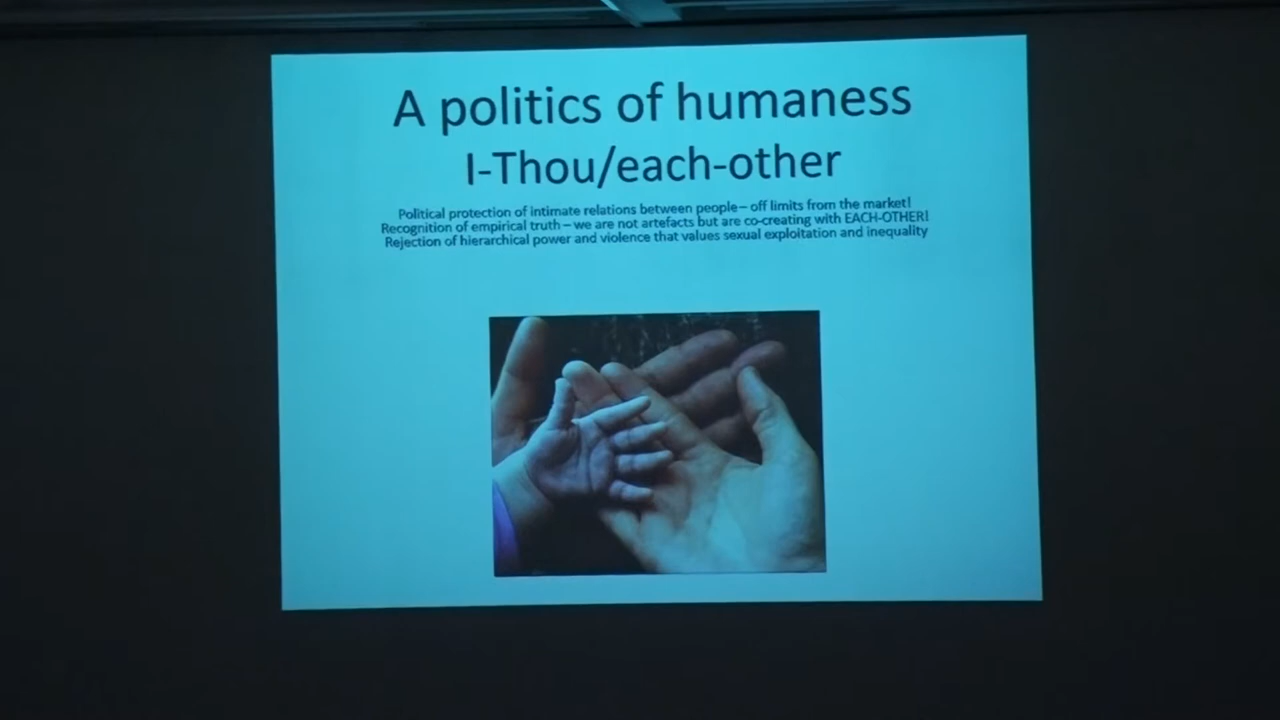 A politics of humaness
I-Thou/each-other
Political protection of intimate relations between people – off limits from the market!
Recognition of empirical truth – we are not artefacts but are co-creating with EACH-OTHER!
Rejection of hierarchical power and violence that values sexual exploitation and inequality